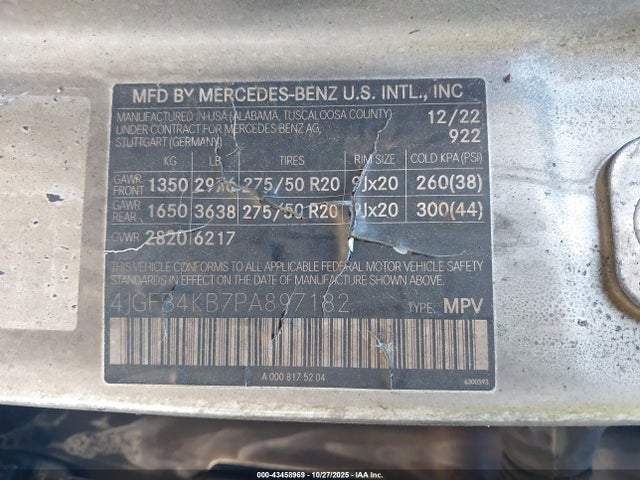 MFD BY MERCEDES-BENZ U.S. INTL., INC
MANUFACTURED IN USA (ALABAMA, TUSCALOOSA COUNTY) 12/22
UNDER CONTRACT FOR MERCEDES-BENZ AG, 922
STUTTGART (GERMANY)
KG LB TIRES RIM SIZE COLD KPA (PSI)
GAWR FRONT 1350 275/50 R20 9Jx20 260(38)
GAWR REAR 1650 3638 275/50 R20 9Jx20 300(44)
GVWR 2820 6217
THIS VEHICLE CONFORMS TO ALL APPLICABLE FEDERAL MOTOR VEHICLE SAFETY
STANDARDS IN EFFECT ON THE DATE OF MANUFACTURE SHOWN ABOVE.
4JGFB4KB7PA897182 TYPE: MPV
A 000 817 52 04
6300593
000-43458969 10/27/2025 IAA Inc.